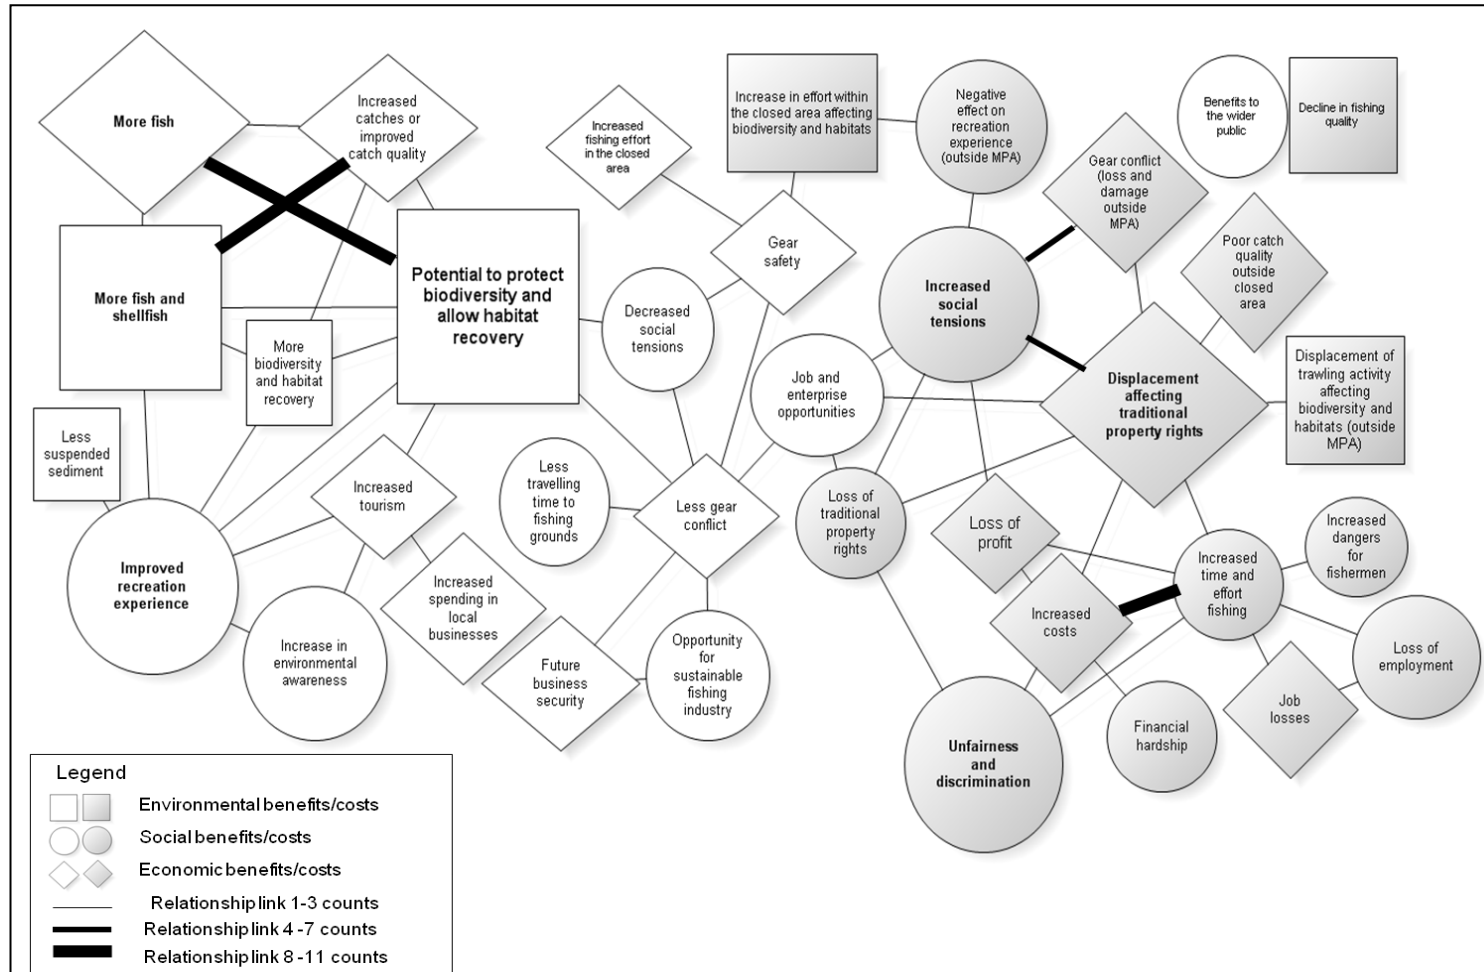 More fish
Increased
catches or
improved
catch quality
Increased
fishing effort
in the closed
area
Increase in effort within
the closed area affecting
biodiversity and habitats
Negative
effect on
recreation
experience
(outside MPA)
Benefits to
the wider
public
Decline in fishing
quality
Gear conflict
(loss and
damage
outside
MPA)
Poor catch
quality
outside
closed
area
Gear
safety
More fish and
shellfish
Potential to protect
biodiversity and
allow habitat
recovery
Decreased
social
tensions
Increased
social
tensions
More
biodiversity
and habitat
recovery
Job and
enterprise
opportunities
Displacement
affecting
traditional
property rights
Displacement of
trawling activity
affecting
biodiversity and
habitats (outside
MPA)
Less
suspended
sediment
Increased
tourism
Less
travelling
time to
fishing
grounds
Less gear
conflict
Loss of
traditional
property
rights
Loss of
profit
Increased
time and
effort
fishing
Increased
dangers
for
fishermen
Improved
recreation
experience
Increased
spending in
local
businesses
Increased
costs
Increase in
environmental
awareness
Future
business
security
Opportunity
for
sustainable
fishing
industry
Loss of
employment
Job
losses
Financial
hardship
Unfairness
and
discrimination
Legend
Environmental benefits/costs
Social benefits/costs
Economic benefits/costs
Relationship link 1-3 counts
Relationship link 4 -7 counts
Relationship link 8 -11 counts